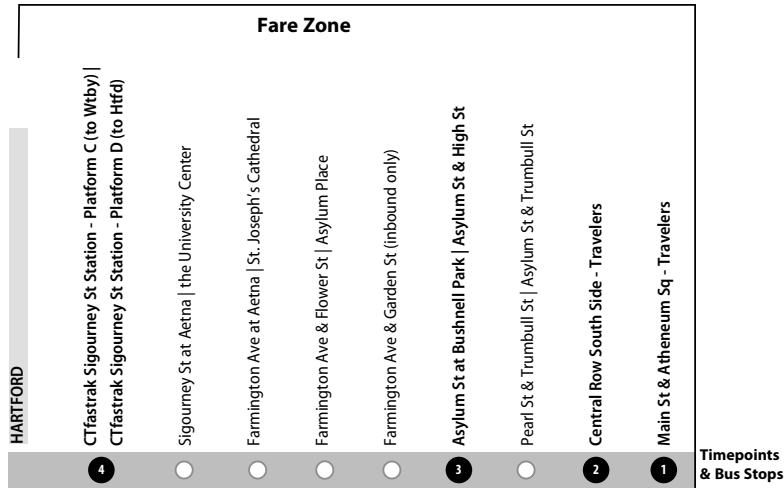 Fare Zone
HARTFORD
CTfastrak Sigourney St Station - Platform C (to Wtby) |
CTfastrak Sigourney St Station - Platform D (to Htfd)
Sigourney St at Aetna | the University Center
Farmington Ave at Aetna | St. Joseph's Cathedral
Farmington Ave & Flower St | Asylum Place
Farmington Ave & Garden St (inbound only)
Asylum St at Bushnell Park | Asylum St & High St
Pearl St & Trumbull St | Asylum St & Trumbull St
Central Row South Side - Travelers
Main St & Atheneum Sq - Travelers
4
3
2
1
Timepoints
& Bus Stops